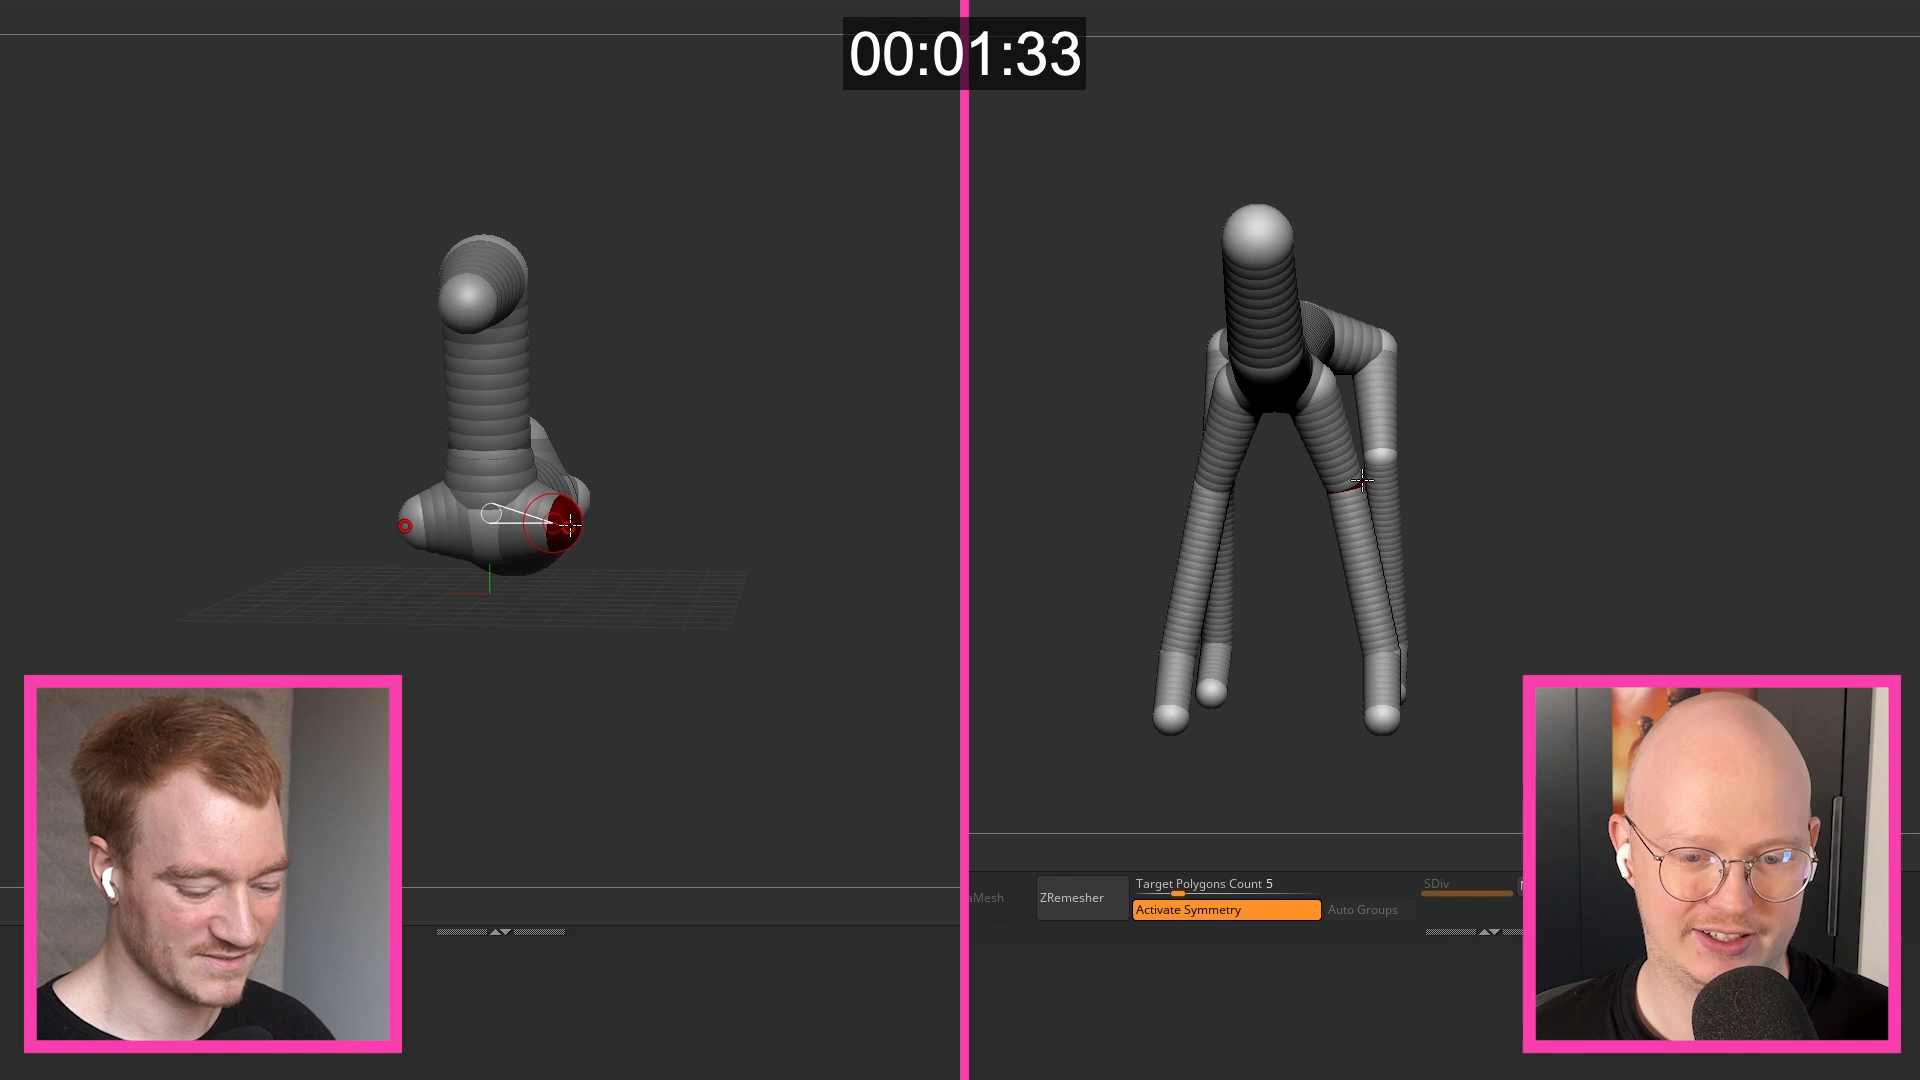 00:01:33
aMesh
ZRemesher
Target Polygons Count 5
Activate Symmetry
Auto Groups
SDiv